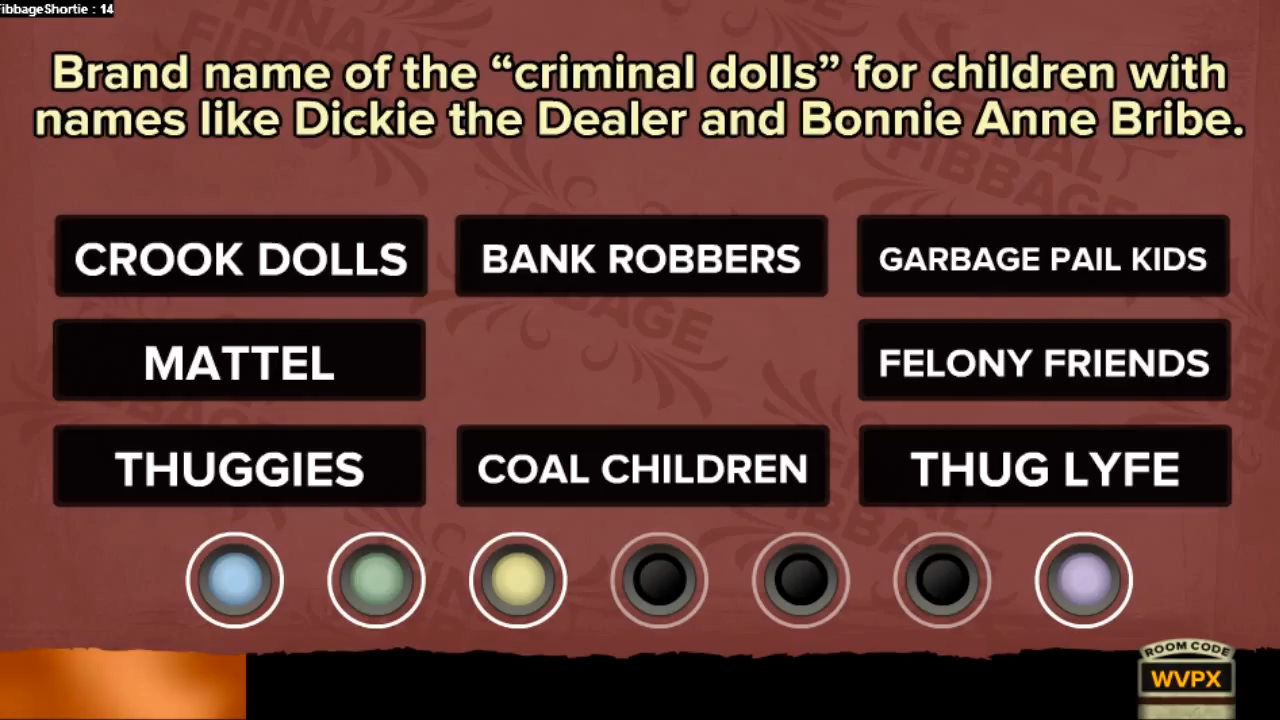 FibbageShortie : 14
Brand name of the “criminal dolls” for children with
names like Dickie the Dealer and Bonnie Anne Bribe.
CROOK DOLLS
BANK ROBBERS
GARBAGE PAIL KIDS
MATTEL
FELONY FRIENDS
THUGGIES
COAL CHILDREN
THUG LYFE
ROOM CODE
WVPX